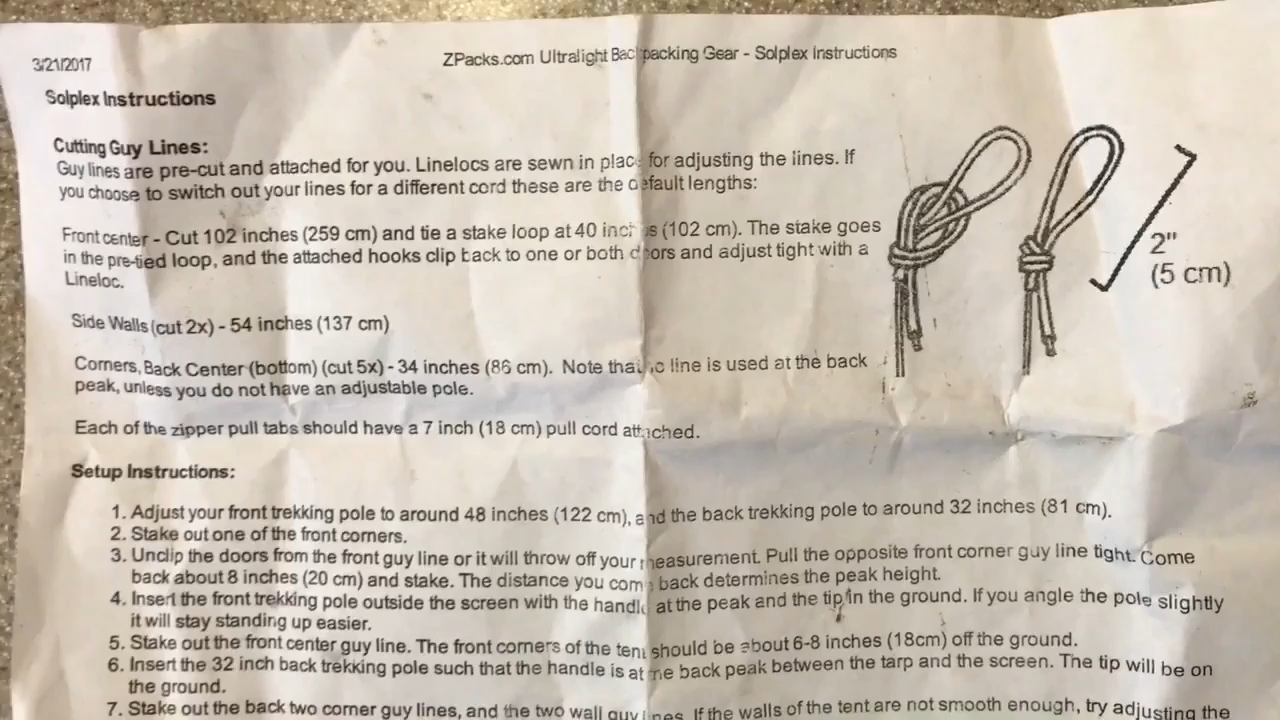 3/21/2017
ZPacks.com Ultralight Backpacking Gear - Solplex Instructions
Solplex Instructions
Cutting Guy Lines:
Guy lines are pre-cut and attached for you. Linelocs are sewn in place for adjusting the lines. If
you choose to switch out your lines for a different cord these are the default lengths:
Front center - Cut 102 inches (259 cm) and tie a stake loop at 40 inches (102 cm). The stake goes
in the pre-tied loop, and the attached hooks clip back to one or both doors and adjust tight with a
Lineloc.
Side Walls (cut 2x) - 54 inches (137 cm)
Corners, Back Center (bottom) (cut 5x) - 34 inches (86 cm). Note that no line is used at the back
peak, unless you do not have an adjustable pole.
Each of the zipper pull tabs should have a 7 inch (18 cm) pull cord attached.
2"
(5 cm)
Setup Instructions:
1. Adjust your front trekking pole to around 48 inches (122 cm), and the back trekking pole to around 32 inches (81 cm).
2. Stake out one of the front corners.
3. Unclip the doors from the front guy line or it will throw off your measurement. Pull the opposite front corner guy line tight. Come
back about 8 inches (20 cm) and stake. The distance you come back determines the peak height.
4. Insert the front trekking pole outside the screen with the handle at the peak and the tip in the ground. If you angle the pole slightly
it will stay standing up easier.
5. Stake out the front center guy line. The front corners of the tent should be about 6-8 inches (18cm) off the ground.
6. Insert the 32 inch back trekking pole such that the handle is at the back peak between the tarp and the screen. The tip will be on
the ground.
7. Stake out the back two corner guy lines, and the two wall guy lines. If the walls of the tent are not smooth enough, try adjusting the